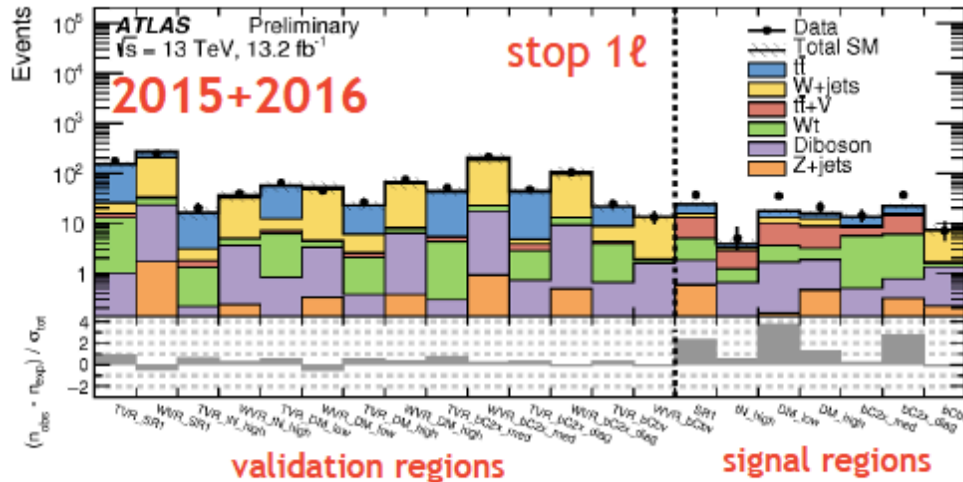 ATLAS Preliminary
√s = 13 TeV, 13.2 fb⁻¹
stop 1ℓ
2015+2016
Data
Total SM
tt̄
W+jets
tt̄+V
Wt
Diboson
Z+jets
Events
10⁵
10⁴
10³
10²
10
1
4
2
0
−2
(n_obs - n_exp) / σ_tot
TVR_SR1
WVR_SR1
TVR_tN_high
WVR_tN_high
TVR_DM_low
WVR_DM_low
TVR_DM_high
WVR_DM_high
TVR_bC2x_med
WVR_bC2x_med
TVR_bC2x_diag
WVR_bC2x_diag
TVR_bCbv
WVR_bCbv
SR1
tN_high
DM_low
DM_high
bC2x_med
bC2x_diag
validation regions
signal regions